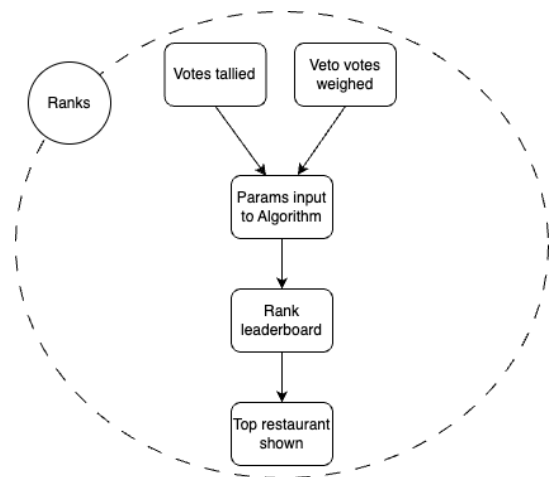 Votes tallied
Veto votes
weighed
Ranks
Params input
to Algorithm
Rank
leaderboard
Top restaurant
shown